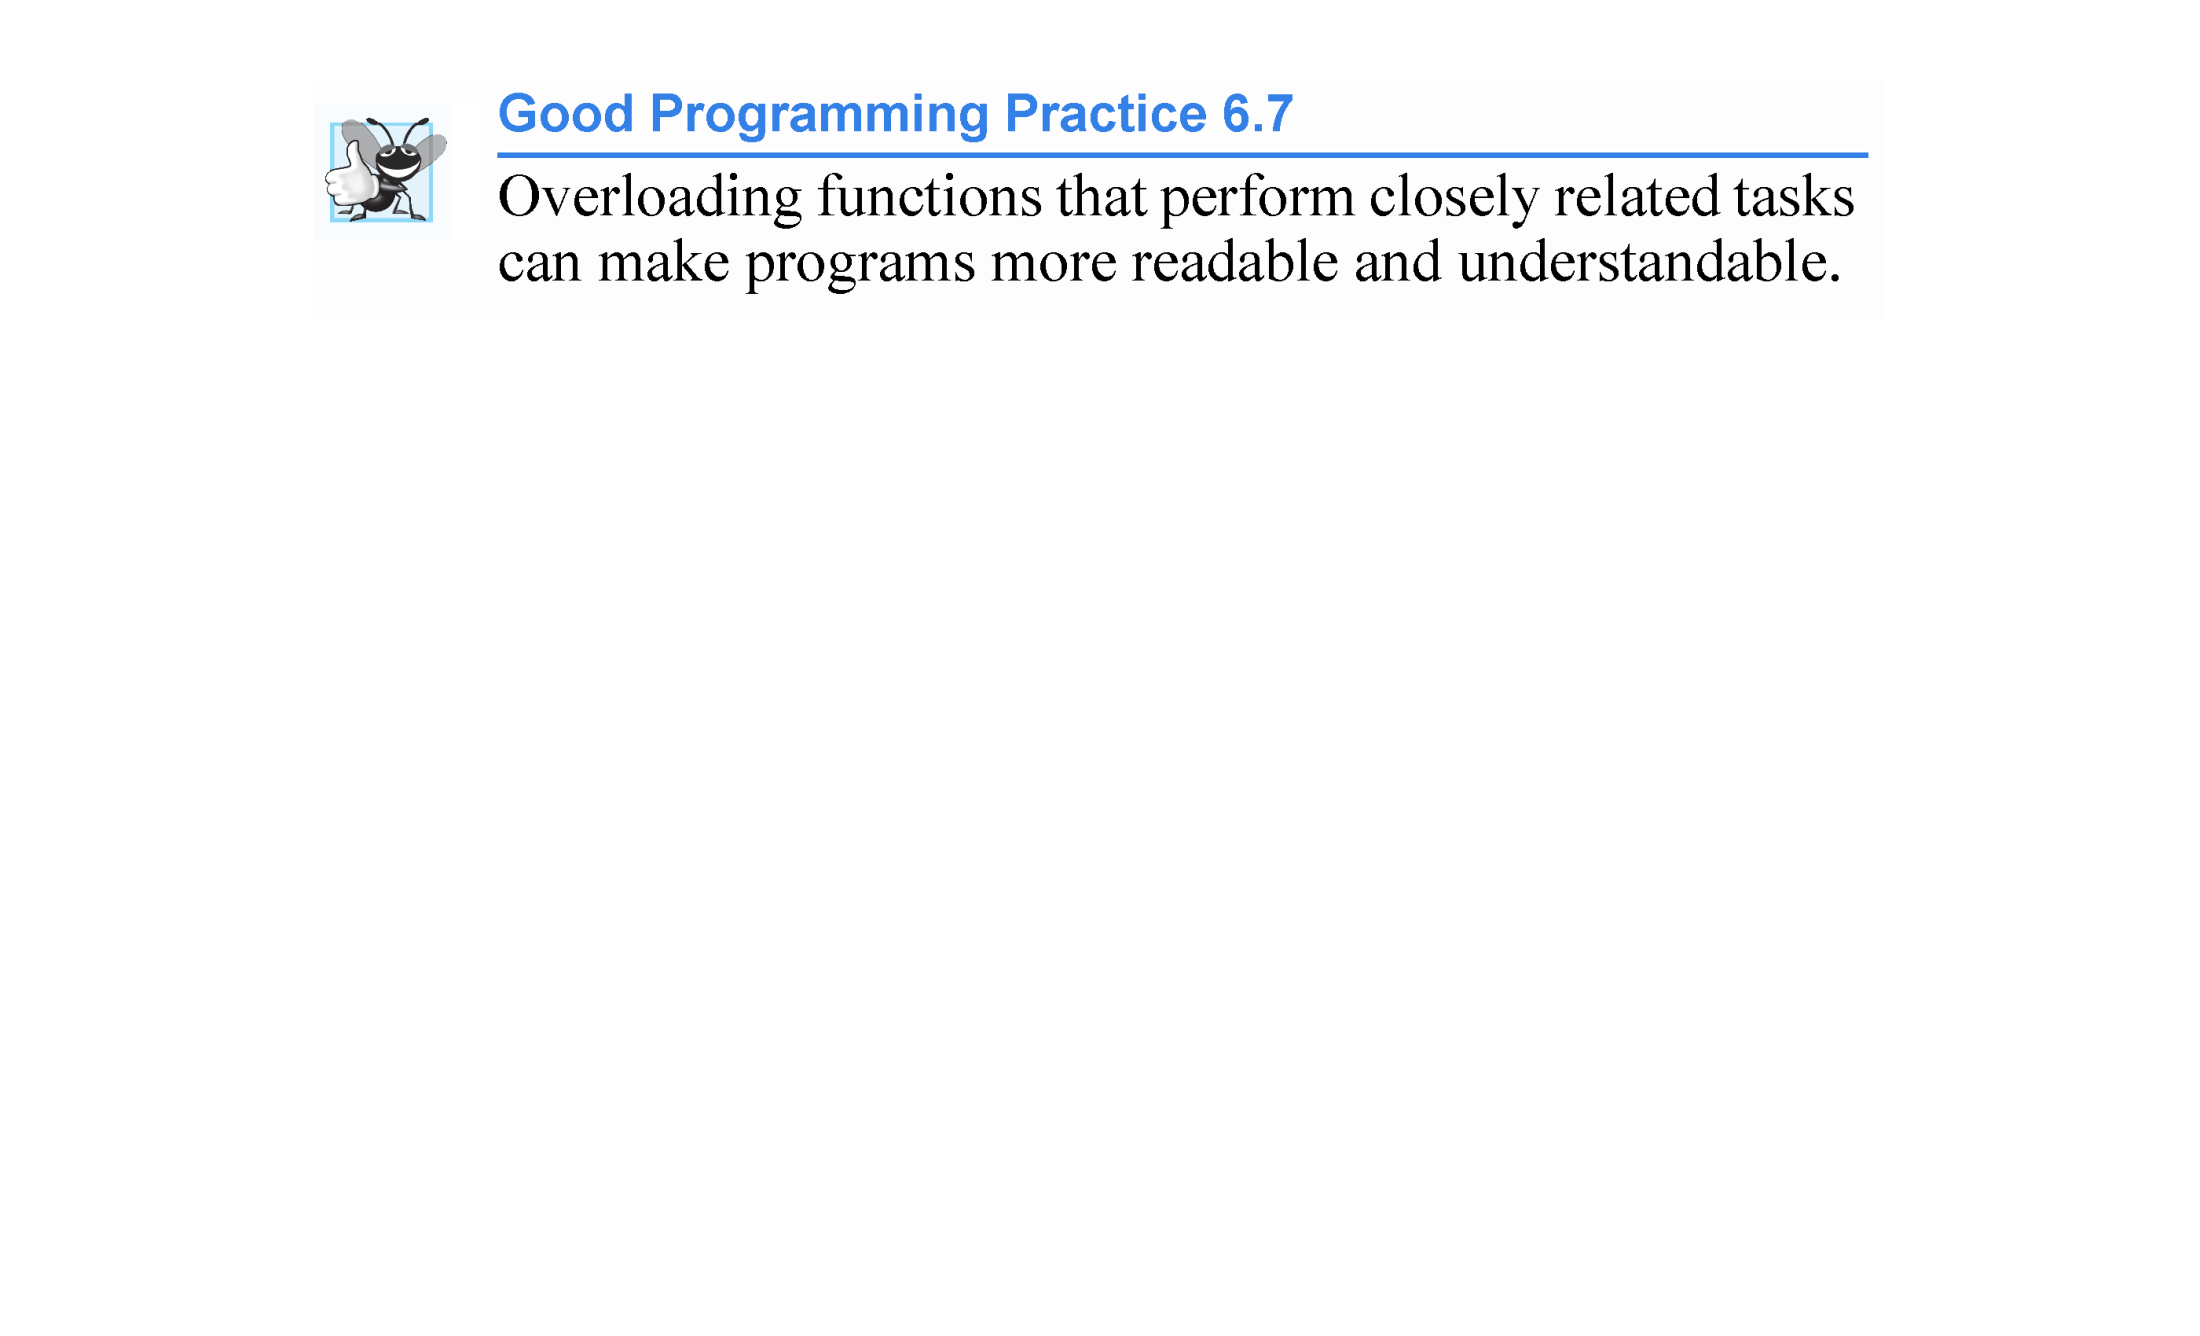 Good Programming Practice 6.7
Overloading functions that perform closely related tasks
can make programs more readable and understandable.